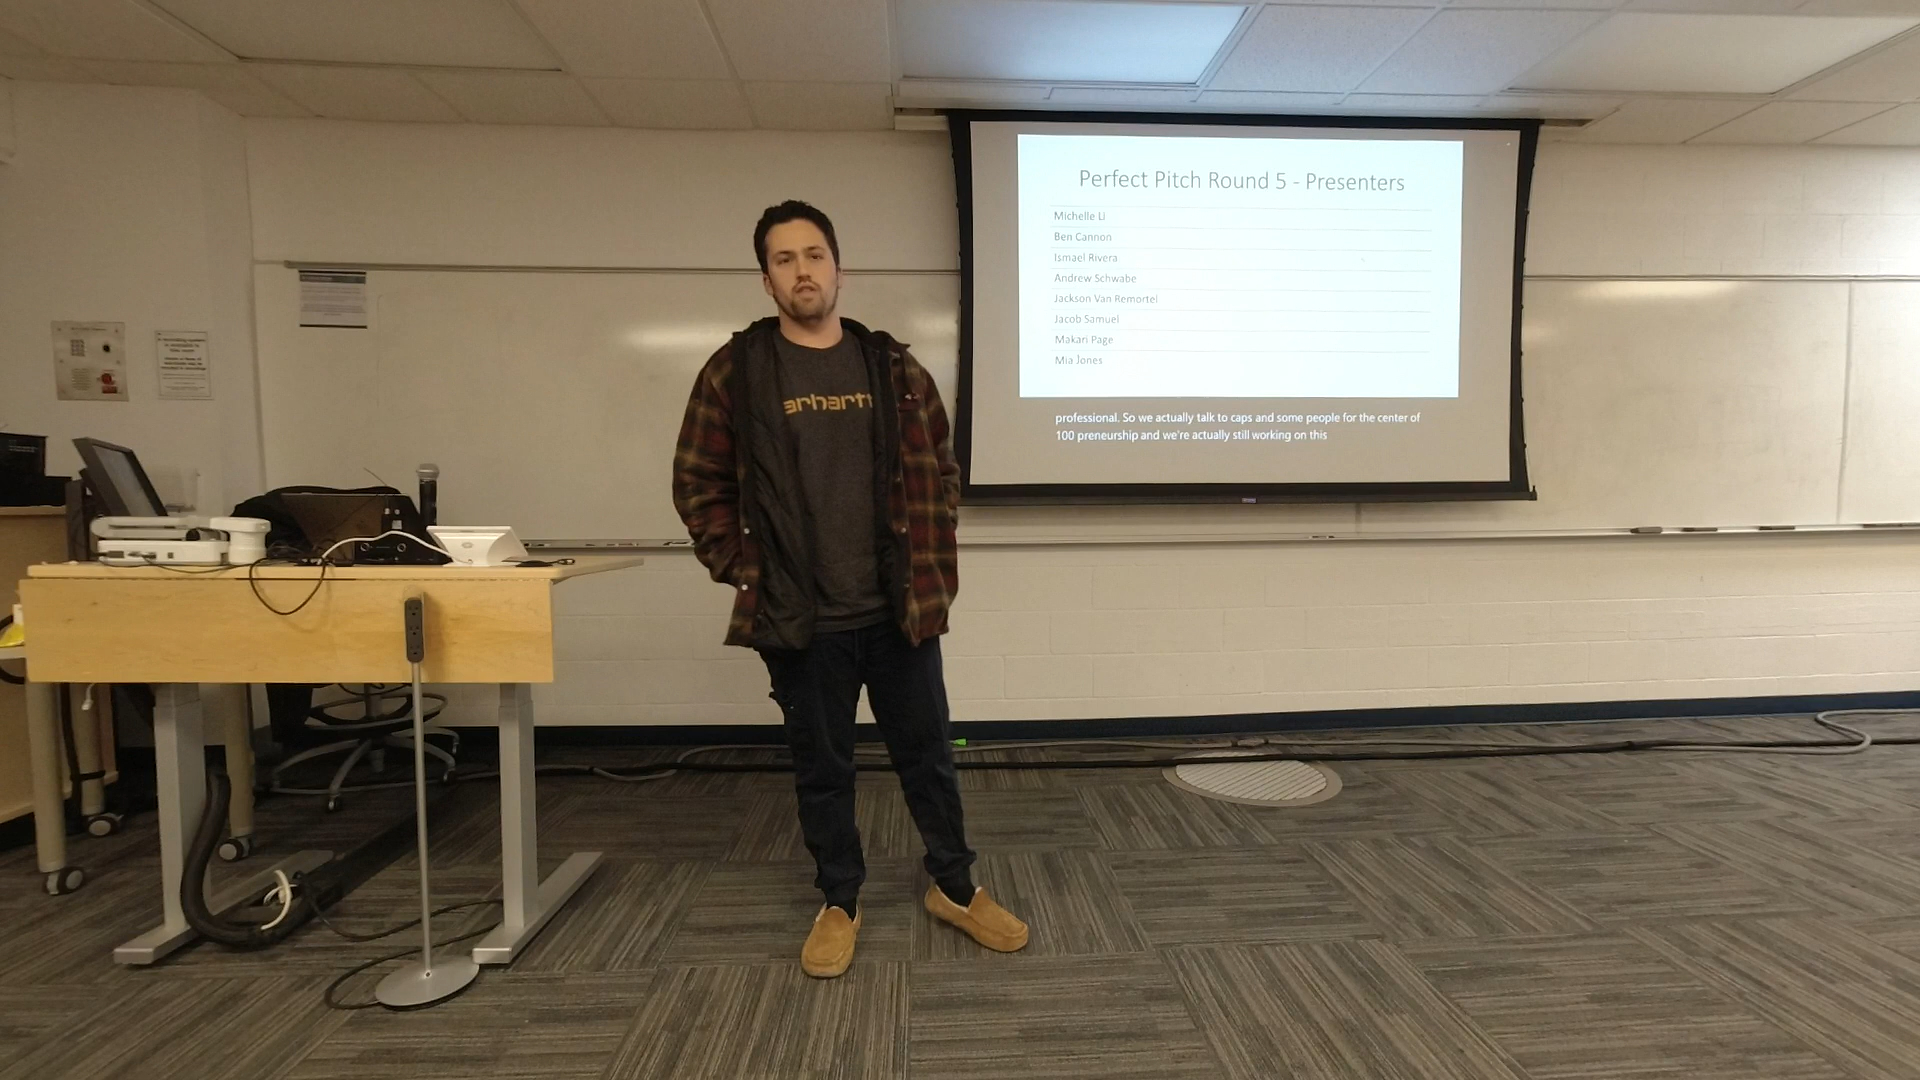 Perfect Pitch Round 5 - Presenters
Michelle Li
Ben Cannon
Ismael Rivera
Andrew Schwabe
Jackson Van Remortel
Jacob Samuel
Makari Page
Mia Jones
professional. So we actually talk to caps and some people for the center of
100 preneurship and we're actually still working on this
arhartt